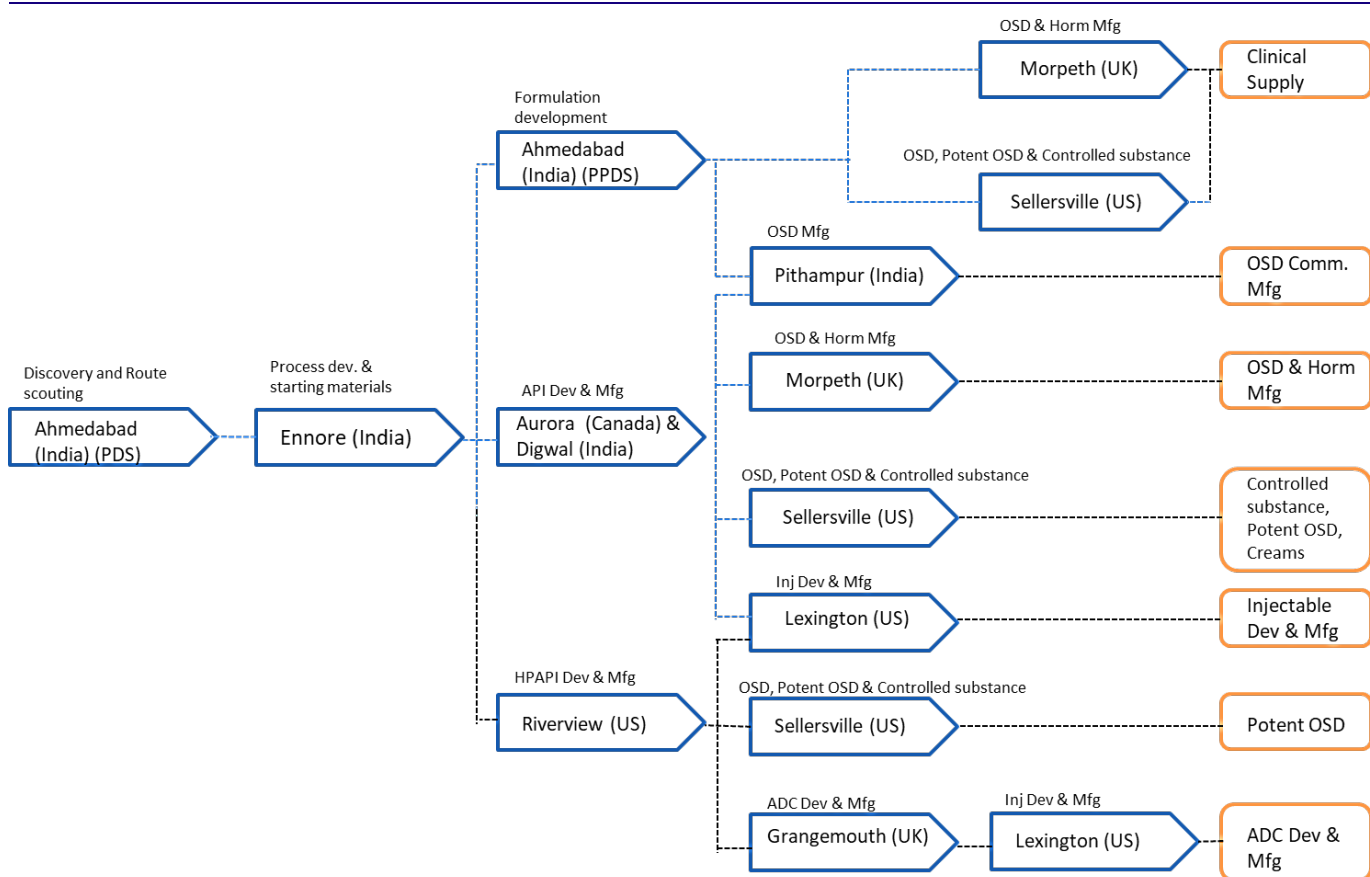 OSD & Horm Mfg
Morpeth (UK)
Clinical
Supply
Formulation
development
Ahmedabad
(India) (PPDS)
OSD, Potent OSD & Controlled substance
Sellersville (US)
OSD Mfg
Pithampur (India)
OSD Comm.
Mfg
OSD & Horm Mfg
Morpeth (UK)
OSD & Horm
Mfg
Discovery and Route
scouting
Ahmedabad
(India) (PDS)
Process dev. &
starting materials
Ennore (India)
API Dev & Mfg
Aurora (Canada) &
Digwal (India)
OSD, Potent OSD & Controlled substance
Sellersville (US)
Controlled
substance,
Potent OSD,
Creams
Inj Dev & Mfg
Lexington (US)
Injectable
Dev & Mfg
HPAPI Dev & Mfg
Riverview (US)
OSD, Potent OSD & Controlled substance
Sellersville (US)
Potent OSD
ADC Dev & Mfg
Grangemouth (UK)
Inj Dev & Mfg
Lexington (US)
ADC Dev &
Mfg